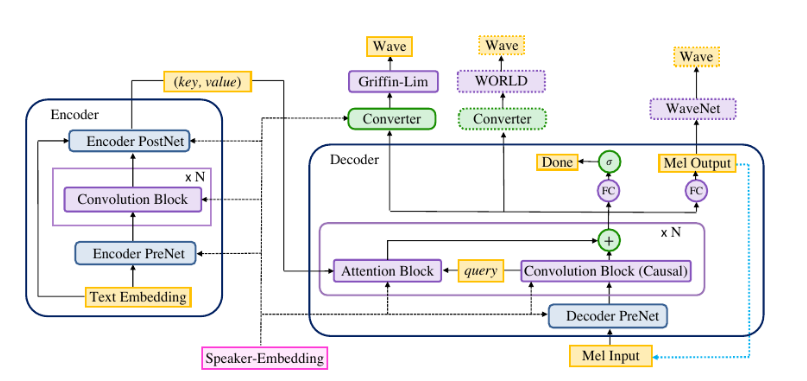 Wave
Wave
Wave
(key, value)
Griffin-Lim
WORLD
Encoder
WaveNet
Converter
Converter
Encoder PostNet
Decoder
Done
σ
Mel Output
x N
FC
FC
Convolution Block
x N
+
Encoder PreNet
Attention Block
query
Convolution Block (Causal)
Text Embedding
Decoder PreNet
Speaker-Embedding
Mel Input